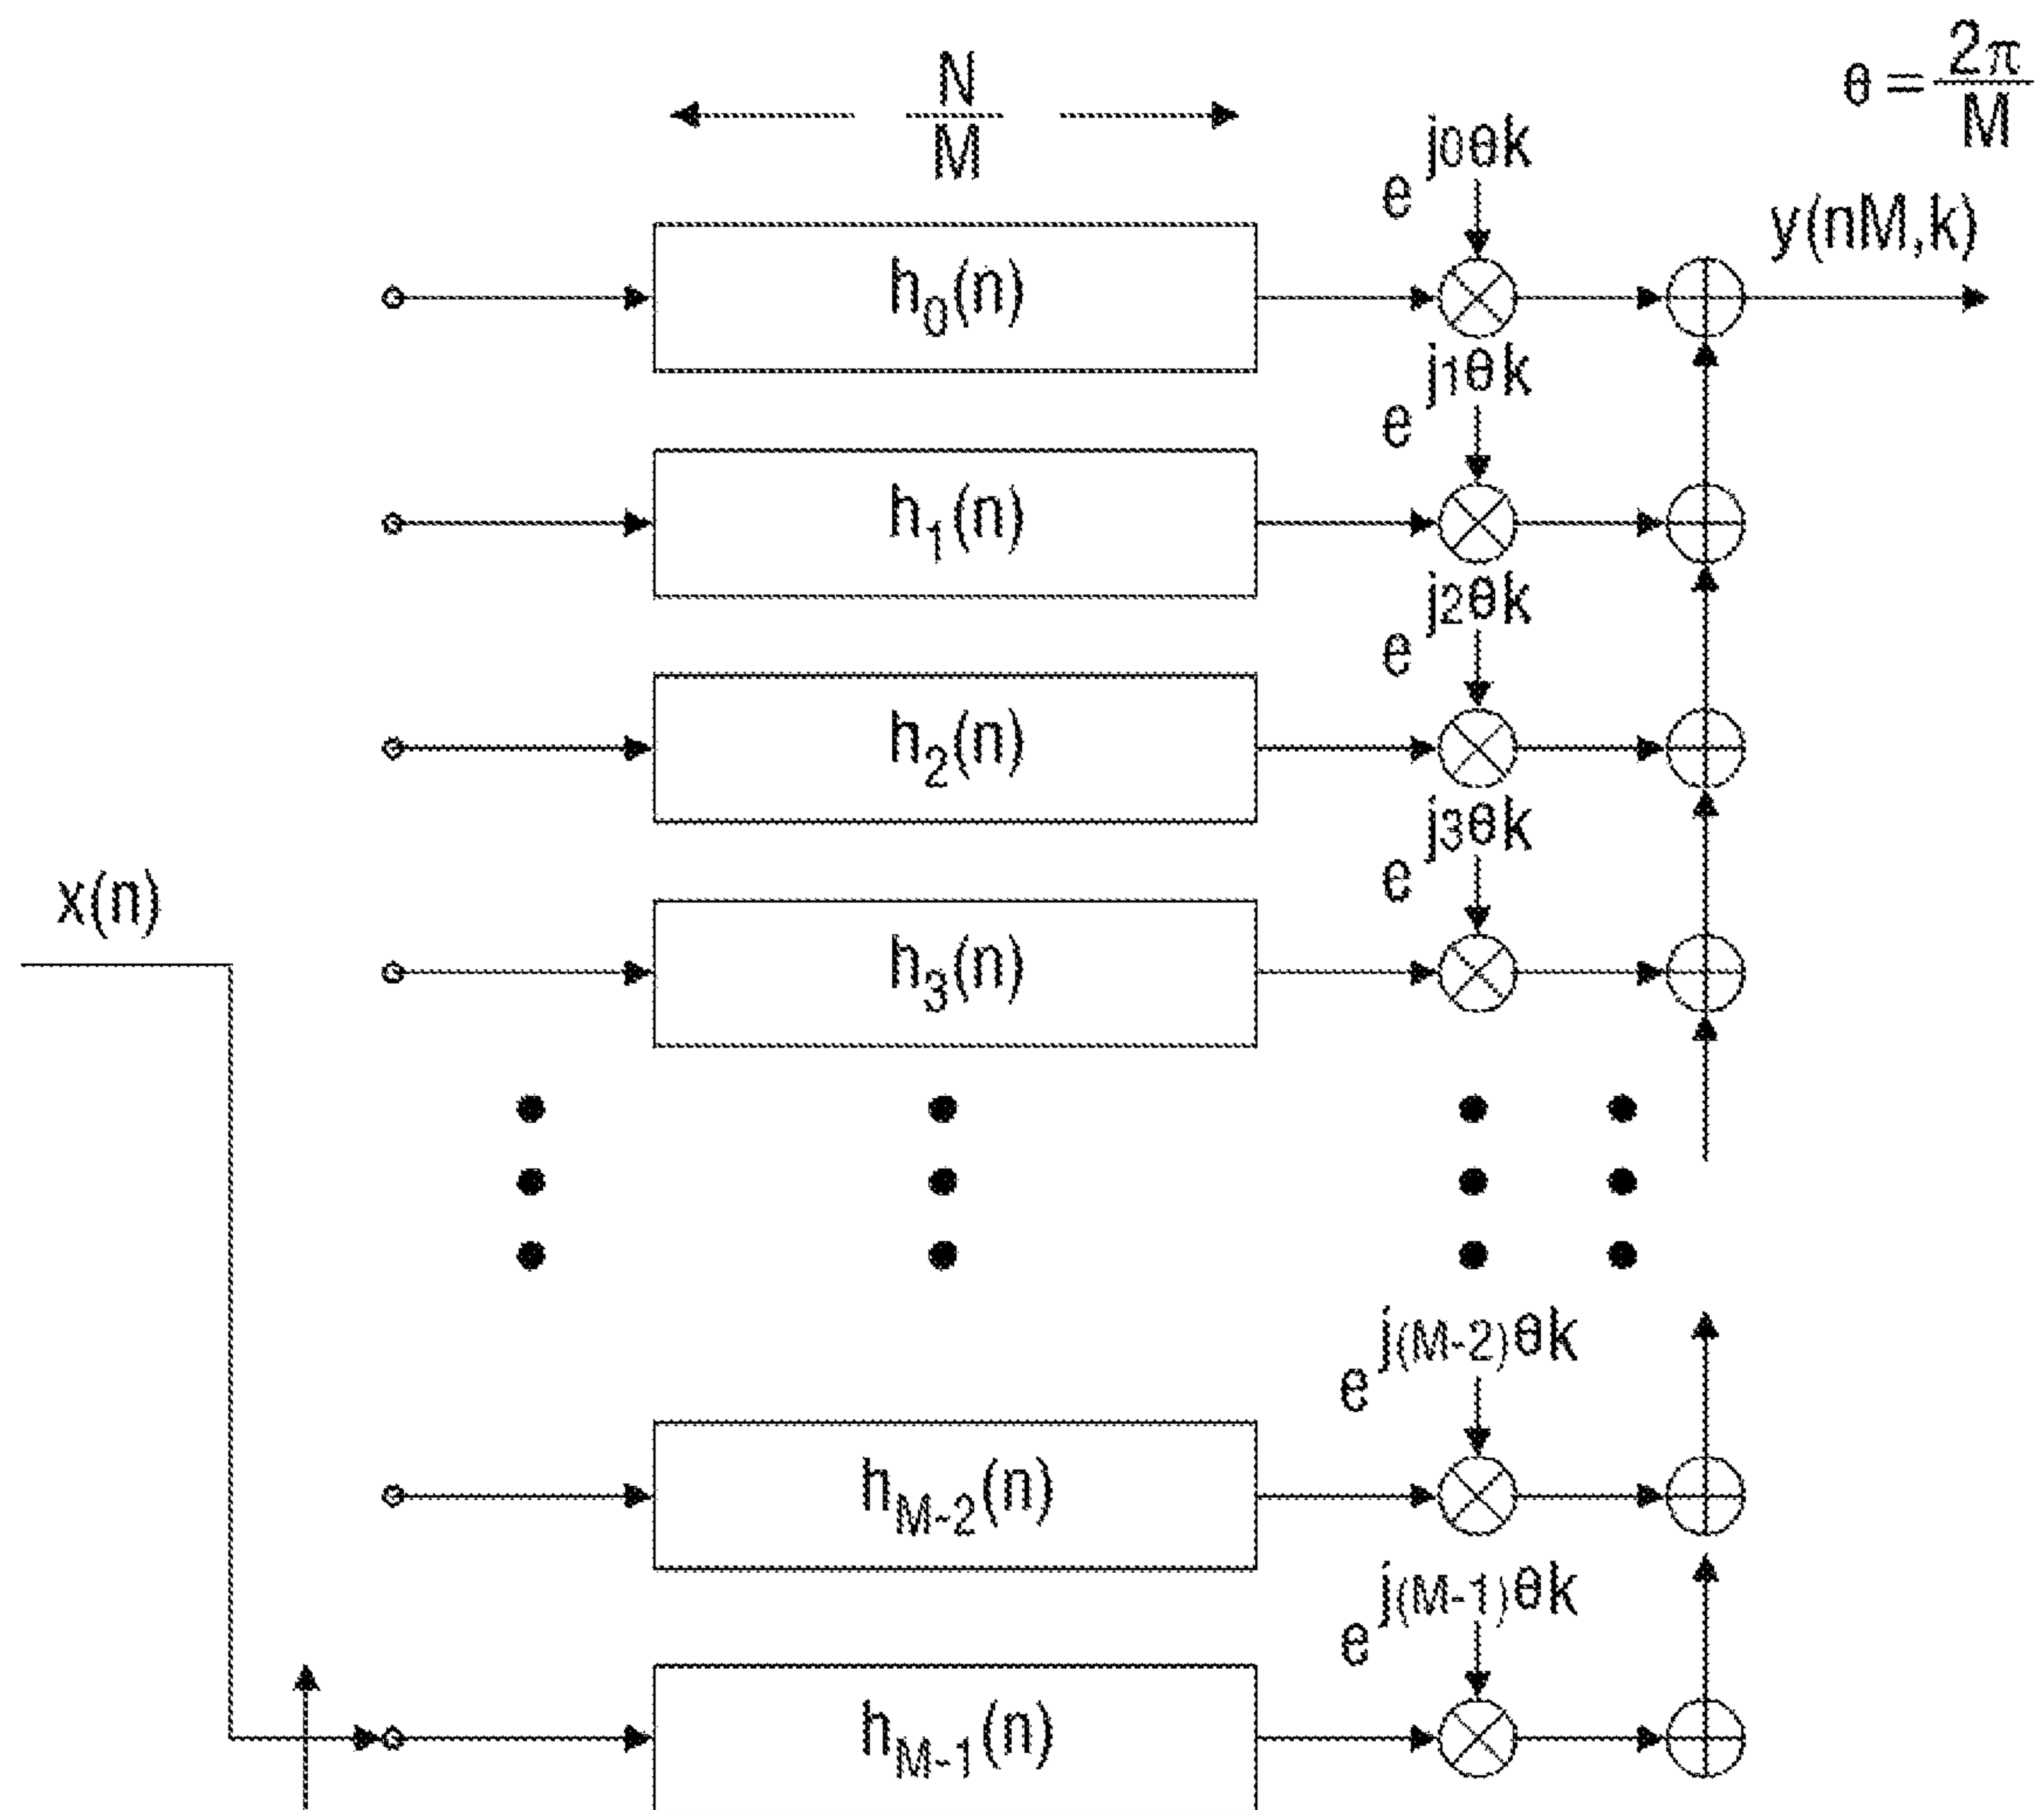 N
M
θ = 2π
M
e^{j0θk}
y(nM,k)
h_0(n)
e^{j1θk}
h_1(n)
e^{j2θk}
h_2(n)
e^{j3θk}
x(n)
h_3(n)
e^{j(M-2)θk}
h_{M-2}(n)
e^{j(M-1)θk}
h_{M-1}(n)